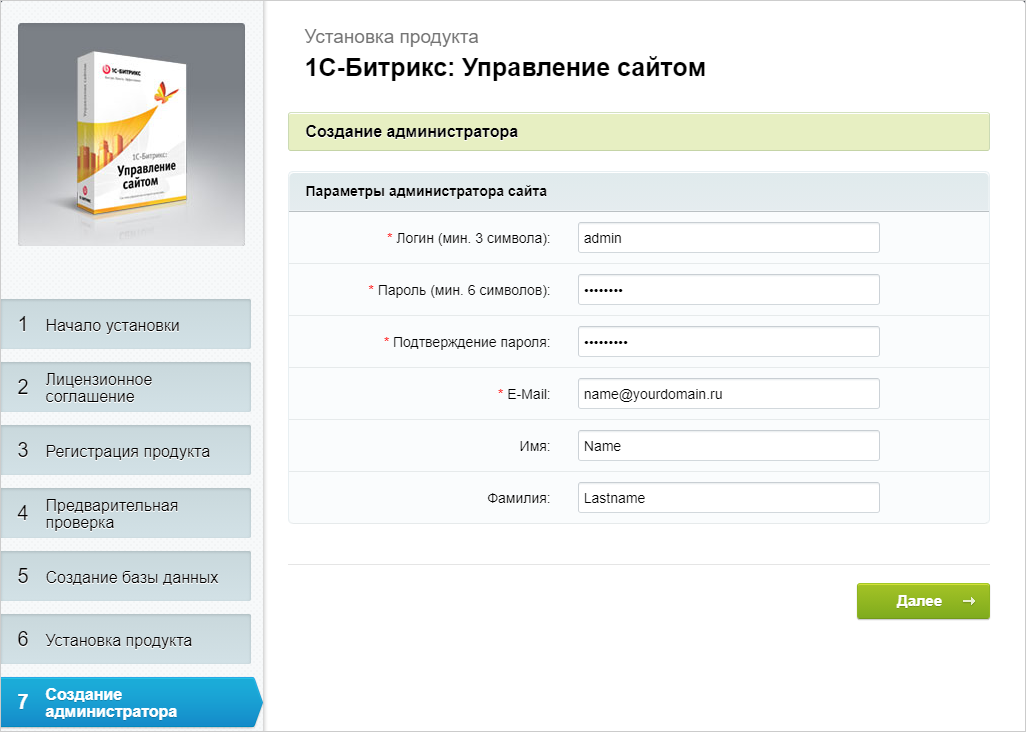 1С-БИТРИКС
1С-Битрикс:
Управление
сайтом
1 Начало установки
2 Лицензионное
соглашение
3 Регистрация продукта
4 Предварительная
проверка
5 Создание базы данных
6 Установка продукта
7 Создание
администратора
Установка продукта
1С-Битрикс: Управление сайтом
Создание администратора
Параметры администратора сайта
* Логин (мин. 3 символа): admin
* Пароль (мин. 6 символов): ••••••••
* Подтверждение пароля: •••••••••
* E-Mail: name@yourdomain.ru
Имя: Name
Фамилия: Lastname
Далее →